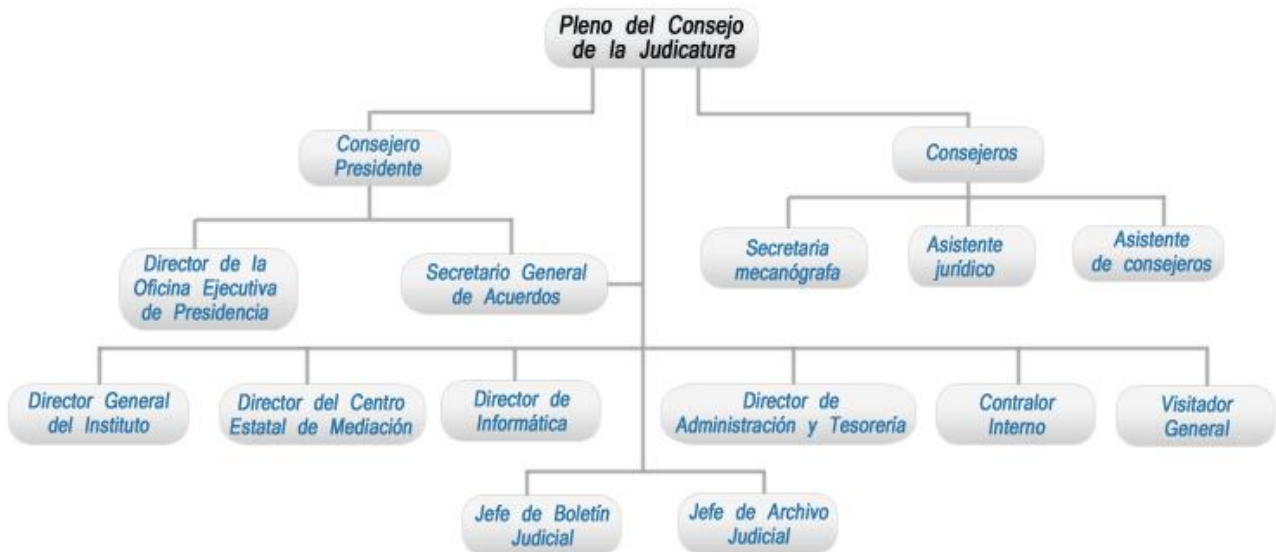 Pleno del Consejo
de la Judicatura
Consejero
Presidente
Consejeros
Director de la
Oficina Ejecutiva
de Presidencia
Secretario General
de Acuerdos
Secretaria
mecanógrafa
Asistente
jurídico
Asistente
de consejeros
Director General
del Instituto
Director del Centro
Estatal de Mediación
Director de
Informática
Director de
Administración y Tesorería
Contralor
Interno
Visitador
General
Jefe de Boletín
Judicial
Jefe de Archivo
Judicial